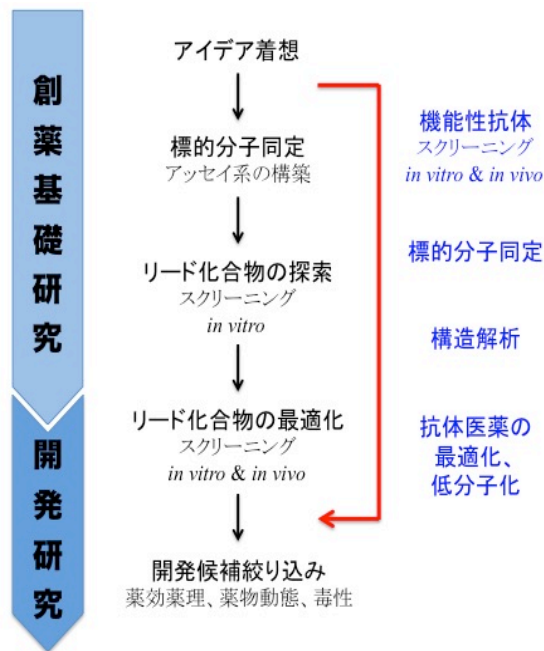 創薬基礎研究
開発研究
アイデア着想
標的分子同定
アッセイ系の構築
リード化合物の探索
スクリーニング
in vitro
リード化合物の最適化
スクリーニング
in vitro & in vivo
開発候補絞り込み
薬効薬理、薬物動態、毒性
機能性抗体
スクリーニング
in vitro & in vivo
標的分子同定
構造解析
抗体医薬の
最適化、
低分子化